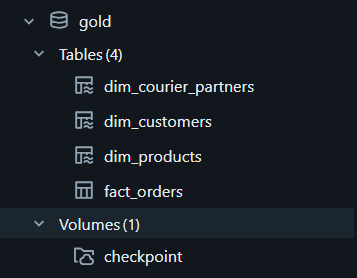 gold
Tables (4)
dim_courier_partners
dim_customers
dim_products
fact_orders
Volumes (1)
checkpoint